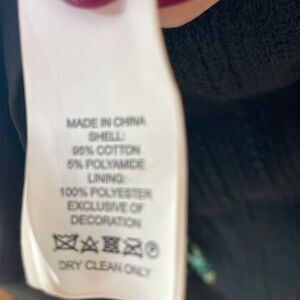 MADE IN CHINA
SHELL:
95% COTTON
5% POLYAMIDE
LINING:
100% POLYESTER
EXCLUSIVE OF
DECORATION
DRY CLEAN ONLY